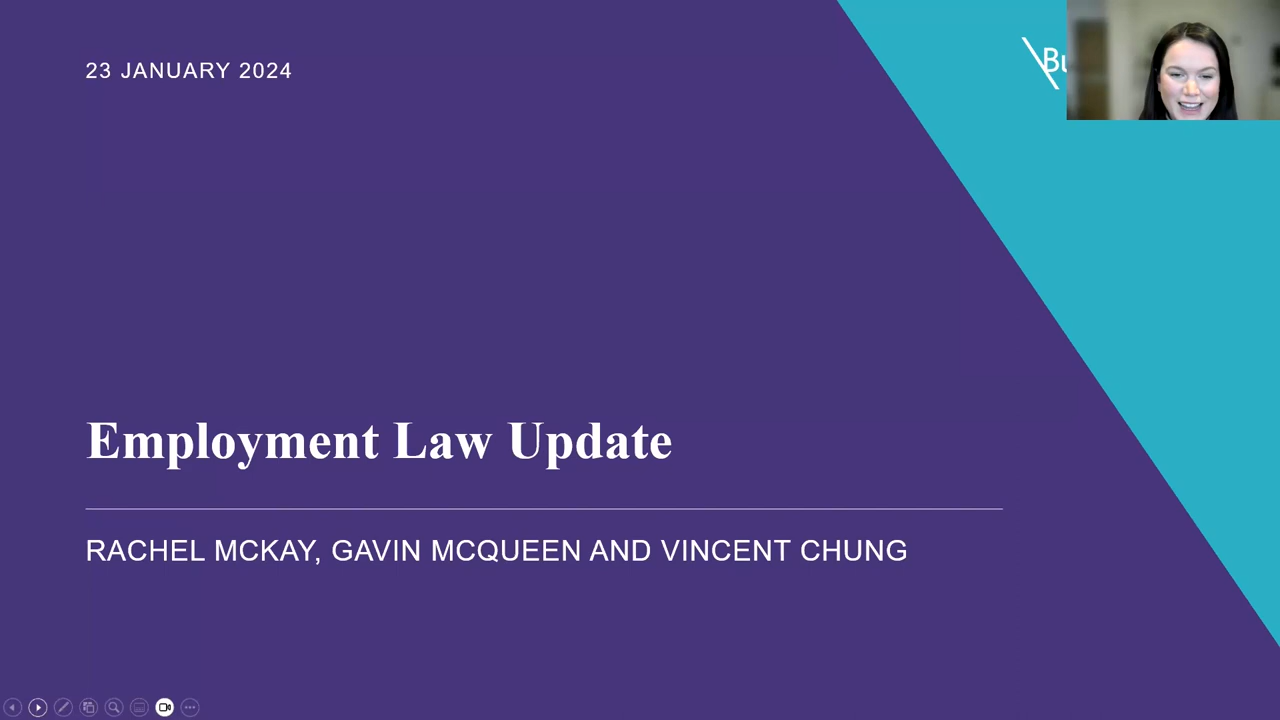 23 JANUARY 2024
Employment Law Update
RACHEL MCKAY, GAVIN MCQUEEN AND VINCENT CHUNG